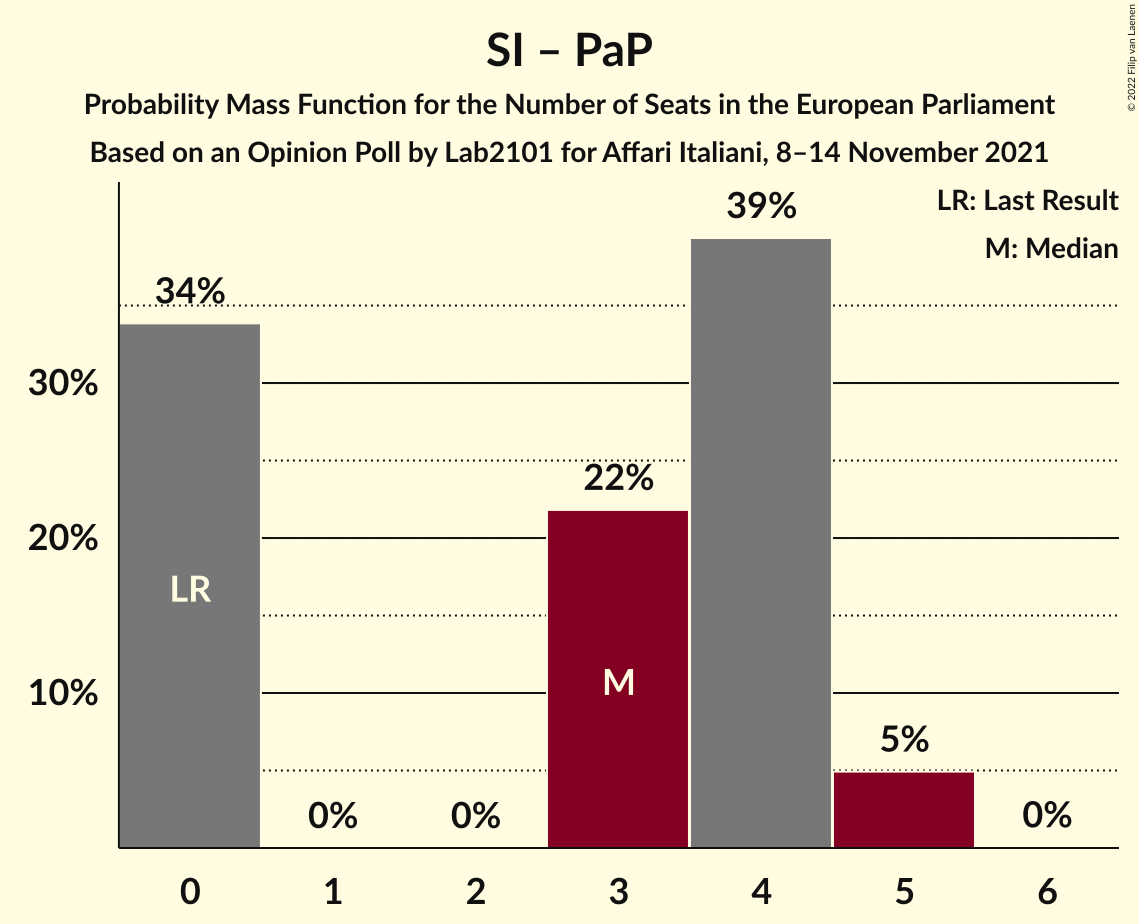 SI – PaP
Probability Mass Function for the Number of Seats in the European Parliament
Based on an Opinion Poll by Lab2101 for Affari Italiani, 8–14 November 2021
© 2022 Filip van Laenen
LR: Last Result
M: Median
39%
34%
30%
22%
20%
LR
M
10%
5%
0%
0%
0%
0
1
2
3
4
5
6